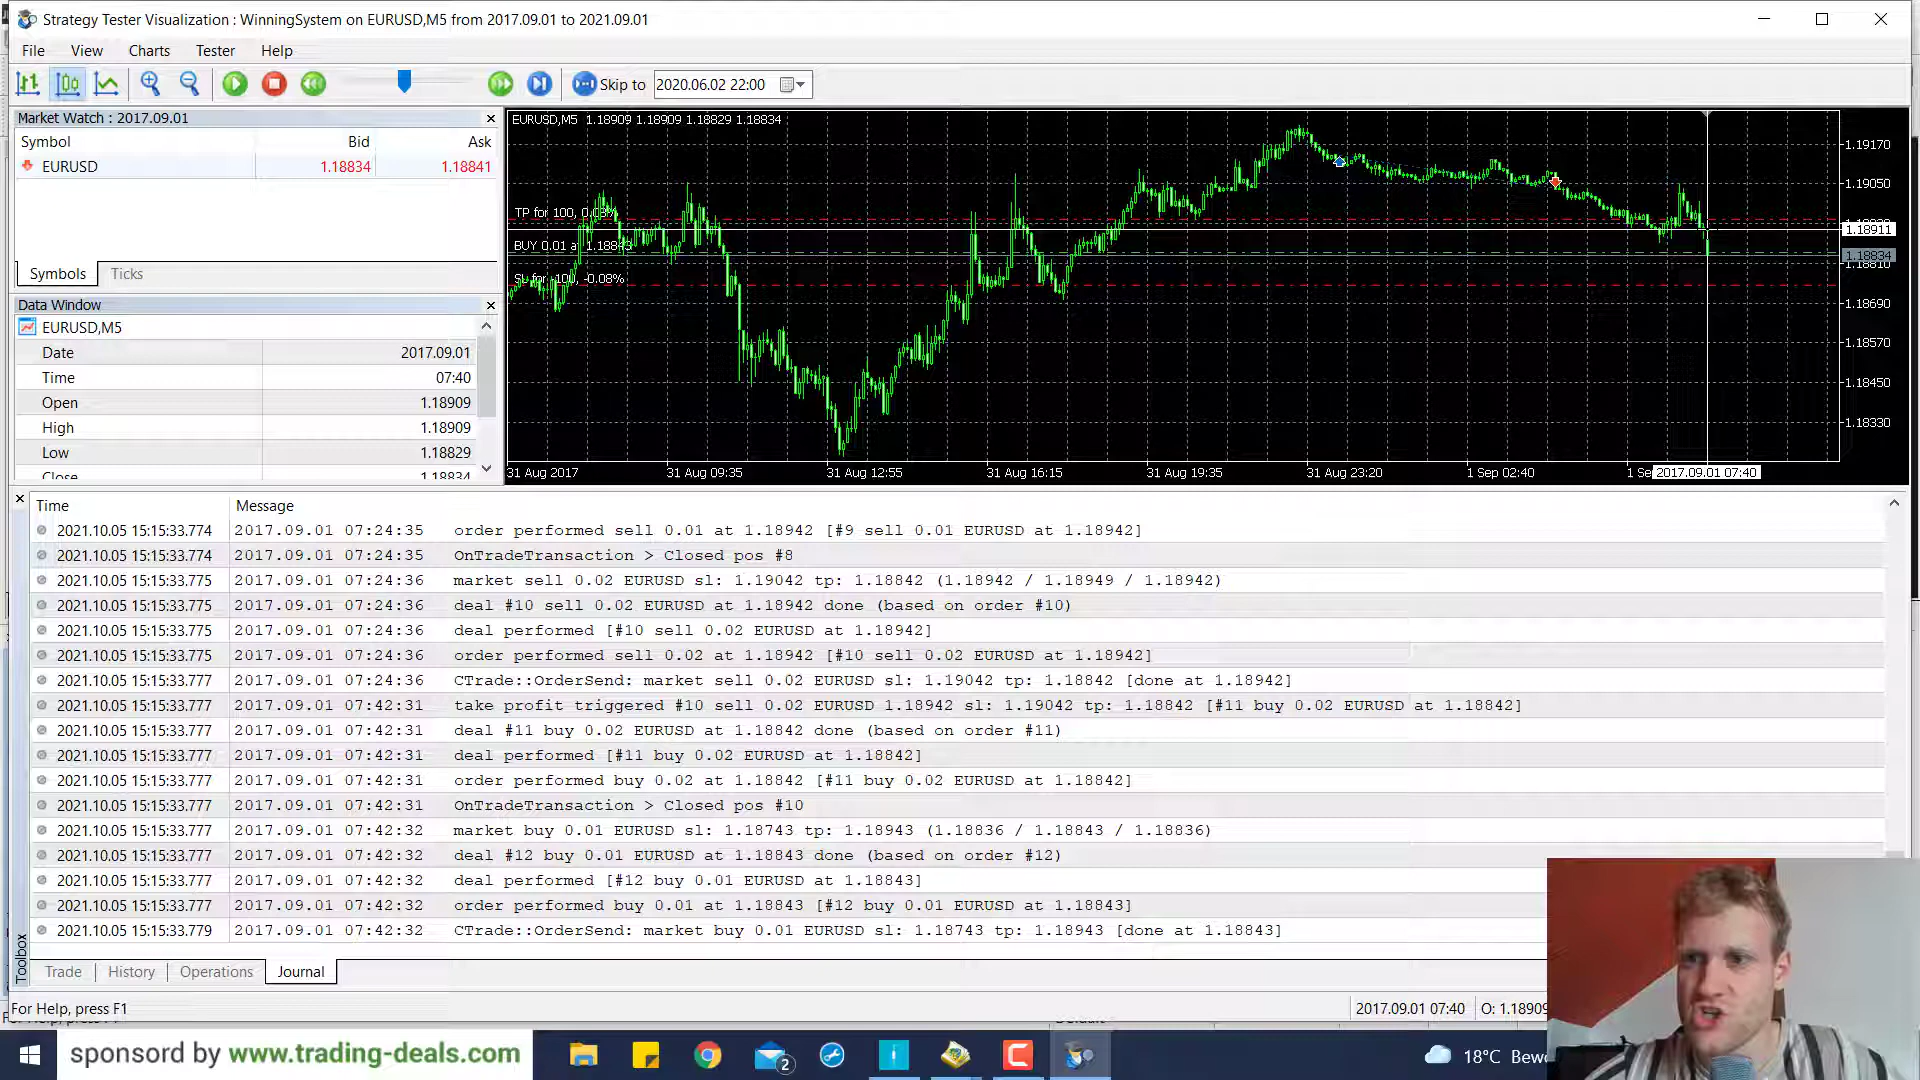 Strategy Tester Visualization : WinningSystem on EURUSD,M5 from 2017.09.01 to 2021.09.01
File View Charts Tester Help
Skip to 2020.06.02 22:00
Market Watch : 2017.09.01
Symbol Bid Ask
EURUSD 1.18834 1.18841
Symbols Ticks
Data Window
EURUSD,M5
Date 2017.09.01
Time 07:40
Open 1.18909
High 1.18909
Low 1.18829
Close 1.18834
EURUSD,M5 1.18909 1.18909 1.18829 1.18834
TP for 100, 0.08%
BUY 0.01 at 1.18843
SL for -100, -0.08%
1.19170
1.19050
1.18911
1.18834
1.18810
1.18690
1.18570
1.18450
1.18330
31 Aug 2017 31 Aug 09:35 31 Aug 12:55 31 Aug 16:15 31 Aug 19:35 31 Aug 23:20 1 Sep 02:40 1 Se 2017.09.01 07:40
Time Message
2021.10.05 15:15:33.774 2017.09.01 07:24:35 order performed sell 0.01 at 1.18942 [#9 sell 0.01 EURUSD at 1.18942]
2021.10.05 15:15:33.774 2017.09.01 07:24:35 OnTradeTransaction > Closed pos #8
2021.10.05 15:15:33.775 2017.09.01 07:24:36 market sell 0.02 EURUSD sl: 1.19042 tp: 1.18842 (1.18942 / 1.18949 / 1.18942)
2021.10.05 15:15:33.775 2017.09.01 07:24:36 deal #10 sell 0.02 EURUSD at 1.18942 done (based on order #10)
2021.10.05 15:15:33.775 2017.09.01 07:24:36 deal performed [#10 sell 0.02 EURUSD at 1.18942]
2021.10.05 15:15:33.775 2017.09.01 07:24:36 order performed sell 0.02 at 1.18942 [#10 sell 0.02 EURUSD at 1.18942]
2021.10.05 15:15:33.775 2017.09.01 07:24:36 CTrade::OrderSend: market sell 0.02 EURUSD sl: 1.19042 tp: 1.18842 [done at 1.18942]
2021.10.05 15:15:33.777 2017.09.01 07:42:31 take profit triggered #10 sell 0.02 EURUSD 1.18942 sl: 1.19042 tp: 1.18842 [#11 buy 0.02 EURUSD at 1.18842]
2021.10.05 15:15:33.777 2017.09.01 07:42:31 deal #11 buy 0.02 EURUSD at 1.18842 done (based on order #11)
2021.10.05 15:15:33.777 2017.09.01 07:42:31 deal performed [#11 buy 0.02 EURUSD at 1.18842]
2021.10.05 15:15:33.777 2017.09.01 07:42:31 order performed buy 0.02 at 1.18842 [#11 buy 0.02 EURUSD at 1.18842]
2021.10.05 15:15:33.777 2017.09.01 07:42:31 OnTradeTransaction > Closed pos #10
2021.10.05 15:15:33.777 2017.09.01 07:42:32 market buy 0.01 EURUSD sl: 1.18743 tp: 1.18943 (1.18836 / 1.18843 / 1.18836)
2021.10.05 15:15:33.777 2017.09.01 07:42:32 deal #12 buy 0.01 EURUSD at 1.18843 done (based on order #12)
2021.10.05 15:15:33.777 2017.09.01 07:42:32 deal performed [#12 buy 0.01 EURUSD at 1.18843]
2021.10.05 15:15:33.777 2017.09.01 07:42:32 order performed buy 0.01 at 1.18843 [#12 buy 0.01 EURUSD at 1.18843]
2021.10.05 15:15:33.779 2017.09.01 07:42:32 CTrade::OrderSend: market buy 0.01 EURUSD sl: 1.18743 tp: 1.18943 [done at 1.18843]
Toolbox
Trade History Operations Journal
For Help, press F1 2017.09.01 07:40 O: 1.18909
sponsord by www.trading-deals.com 2 18°C Bew